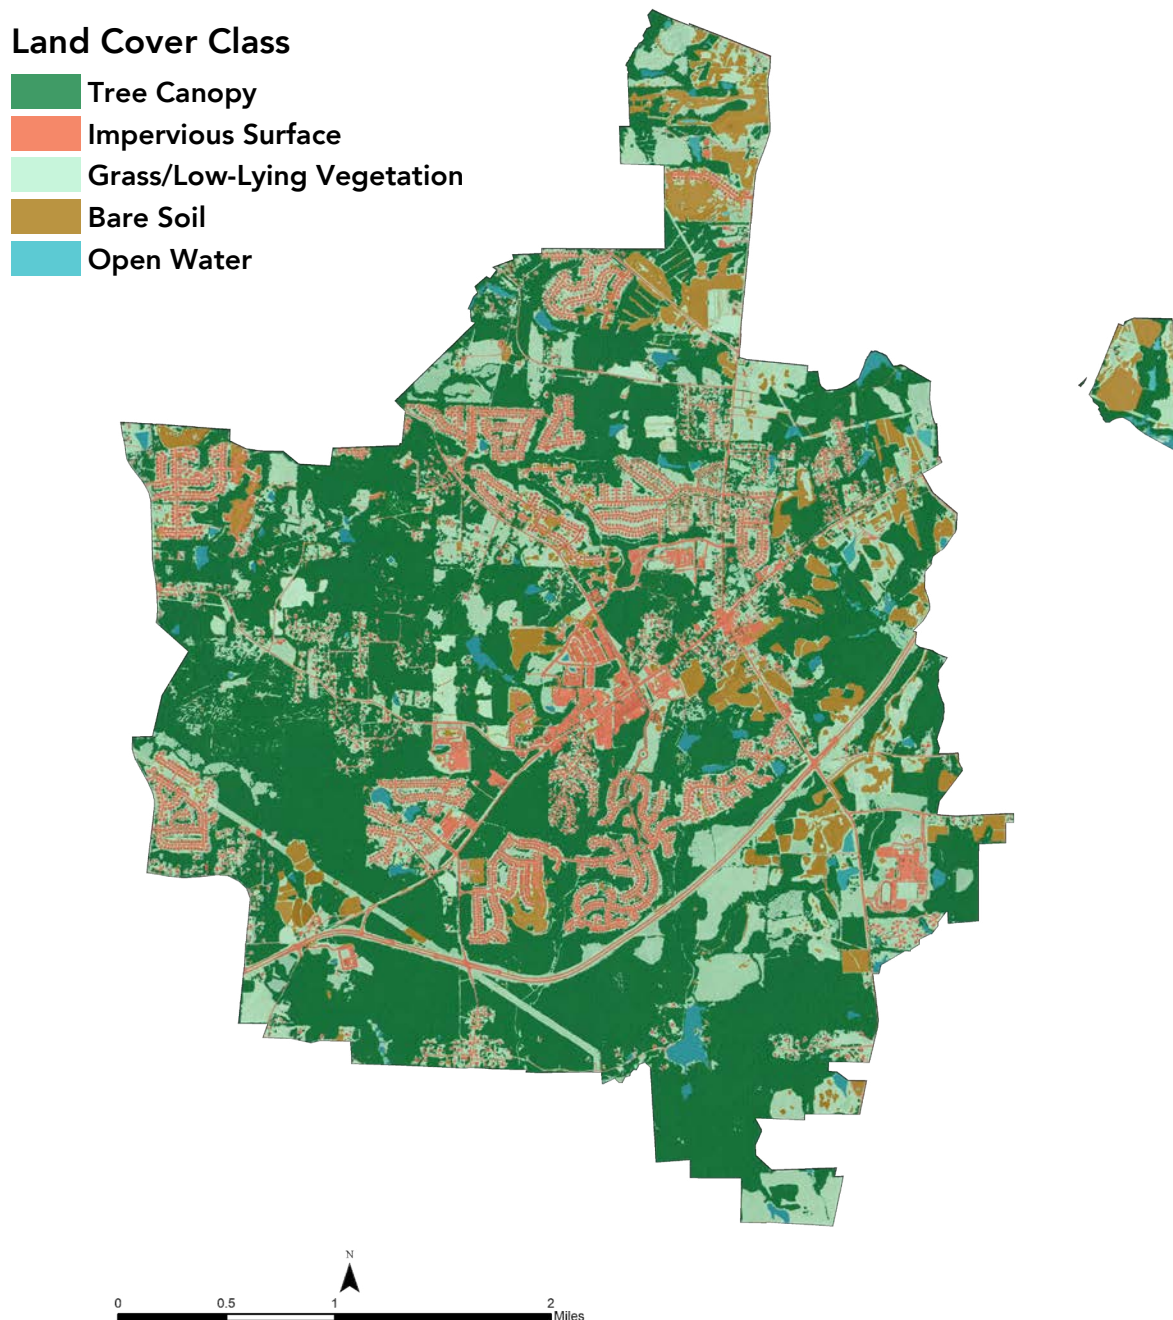 Land Cover Class
Tree Canopy
Impervious Surface
Grass/Low-Lying Vegetation
Bare Soil
Open Water
N
0 0.5 1 2
Miles